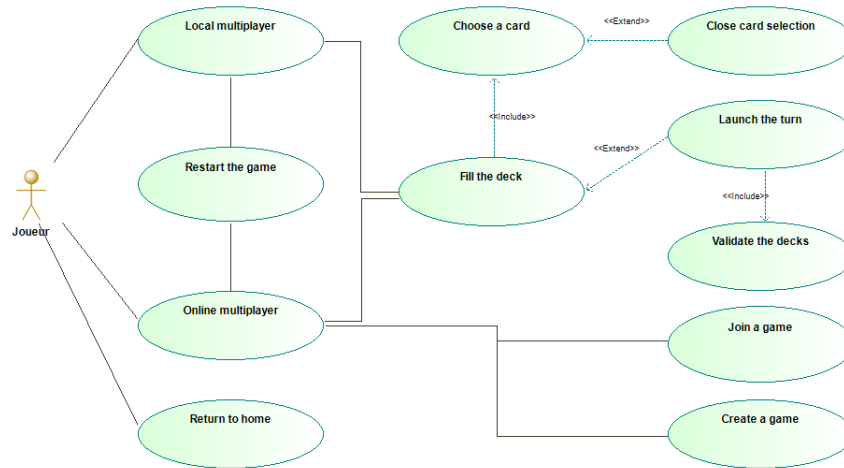 Local multiplayer
Choose a card
<<Extend>>
Close card selection
<<Include>>
Launch the turn
<<Extend>>
Restart the game
Fill the deck
<<Include>>
Joueur
Validate the decks
Online multiplayer
Join a game
Return to home
Create a game